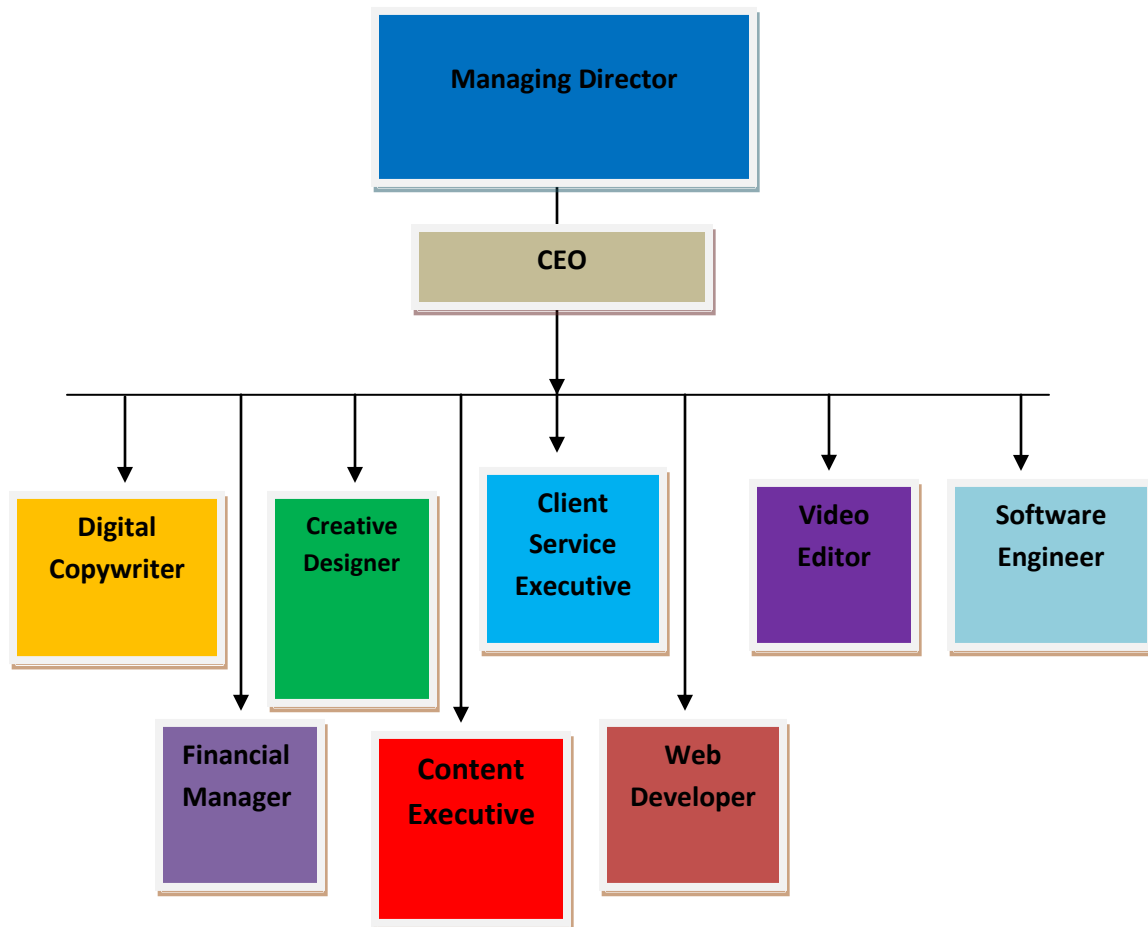 Managing Director
CEO
Digital
Copywriter
Creative
Designer
Client
Service
Executive
Video
Editor
Software
Engineer
Financial
Manager
Content
Executive
Web
Developer